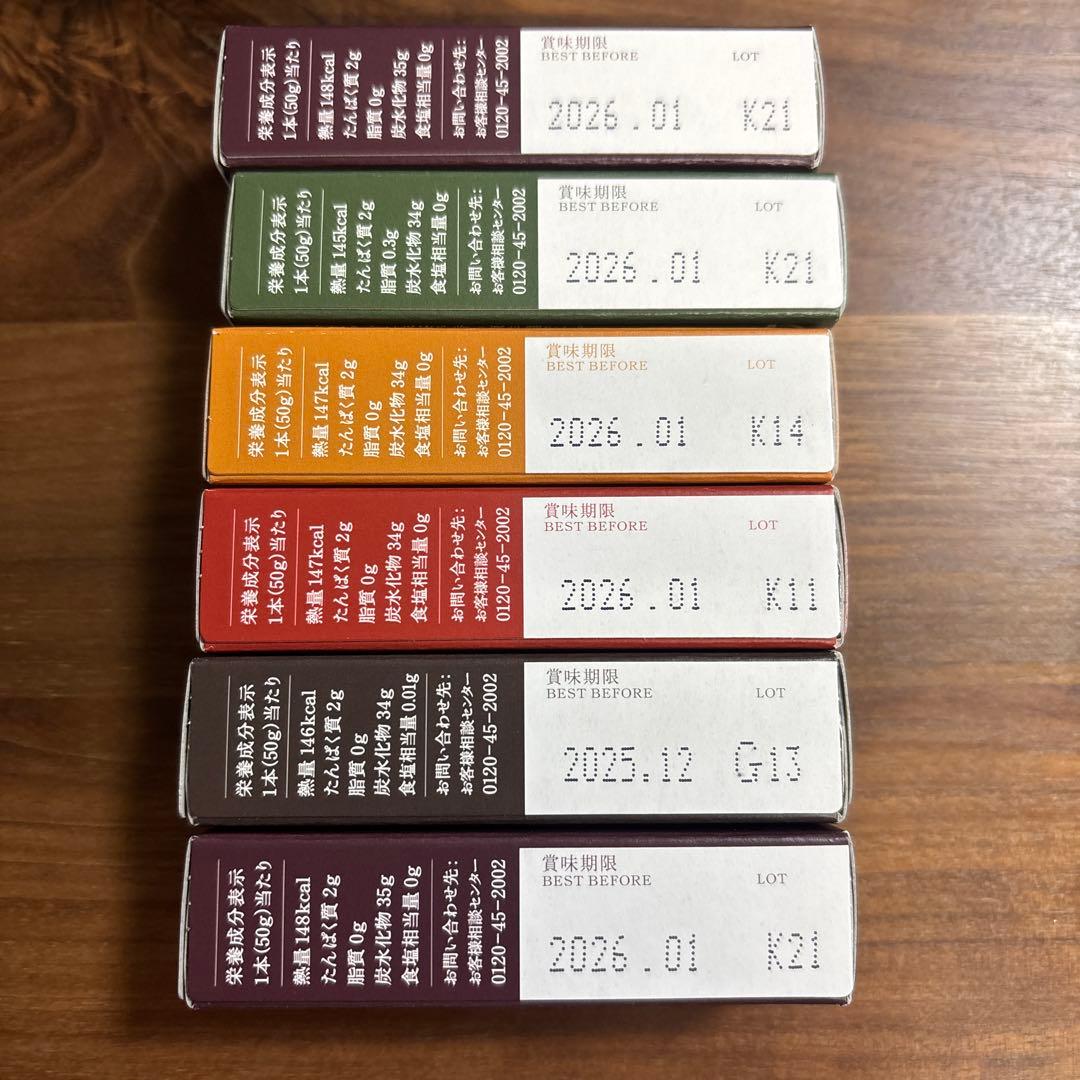 栄養成分表示
1本(50g)当たり
熱量 148kcal
たんぱく質 2g
脂質 0g
炭水化物 35g
食塩相当量 0g
お問い合わせ先：
お客様相談センター
0120-45-2002
賞味期限
BEST BEFORE
LOT
2026.01 K21
栄養成分表示
1本(50g)当たり
熱量 145kcal
たんぱく質 2g
脂質 0.3g
炭水化物 34g
食塩相当量 0g
お問い合わせ先：
お客様相談センター
0120-45-2002
賞味期限
BEST BEFORE
LOT
2026.01 K21
栄養成分表示
1本(50g)当たり
熱量 147kcal
たんぱく質 2g
脂質 0g
炭水化物 34g
食塩相当量 0g
お問い合わせ先：
お客様相談センター
0120-45-2002
賞味期限
BEST BEFORE
LOT
2026.01 K14
栄養成分表示
1本(50g)当たり
熱量 147kcal
たんぱく質 2g
脂質 0g
炭水化物 34g
食塩相当量 0g
お問い合わせ先：
お客様相談センター
0120-45-2002
賞味期限
BEST BEFORE
LOT
2026.01 K11
栄養成分表示
1本(50g)当たり
熱量 146kcal
たんぱく質 2g
脂質 0g
炭水化物 34g
食塩相当量 0.01g
お問い合わせ先：
お客様相談センター
0120-45-2002
賞味期限
BEST BEFORE
LOT
2025.12 G13
栄養成分表示
1本(50g)当たり
熱量 148kcal
たんぱく質 2g
脂質 0g
炭水化物 35g
食塩相当量 0g
お問い合わせ先：
お客様相談センター
0120-45-2002
賞味期限
BEST BEFORE
LOT
2026.01 K21